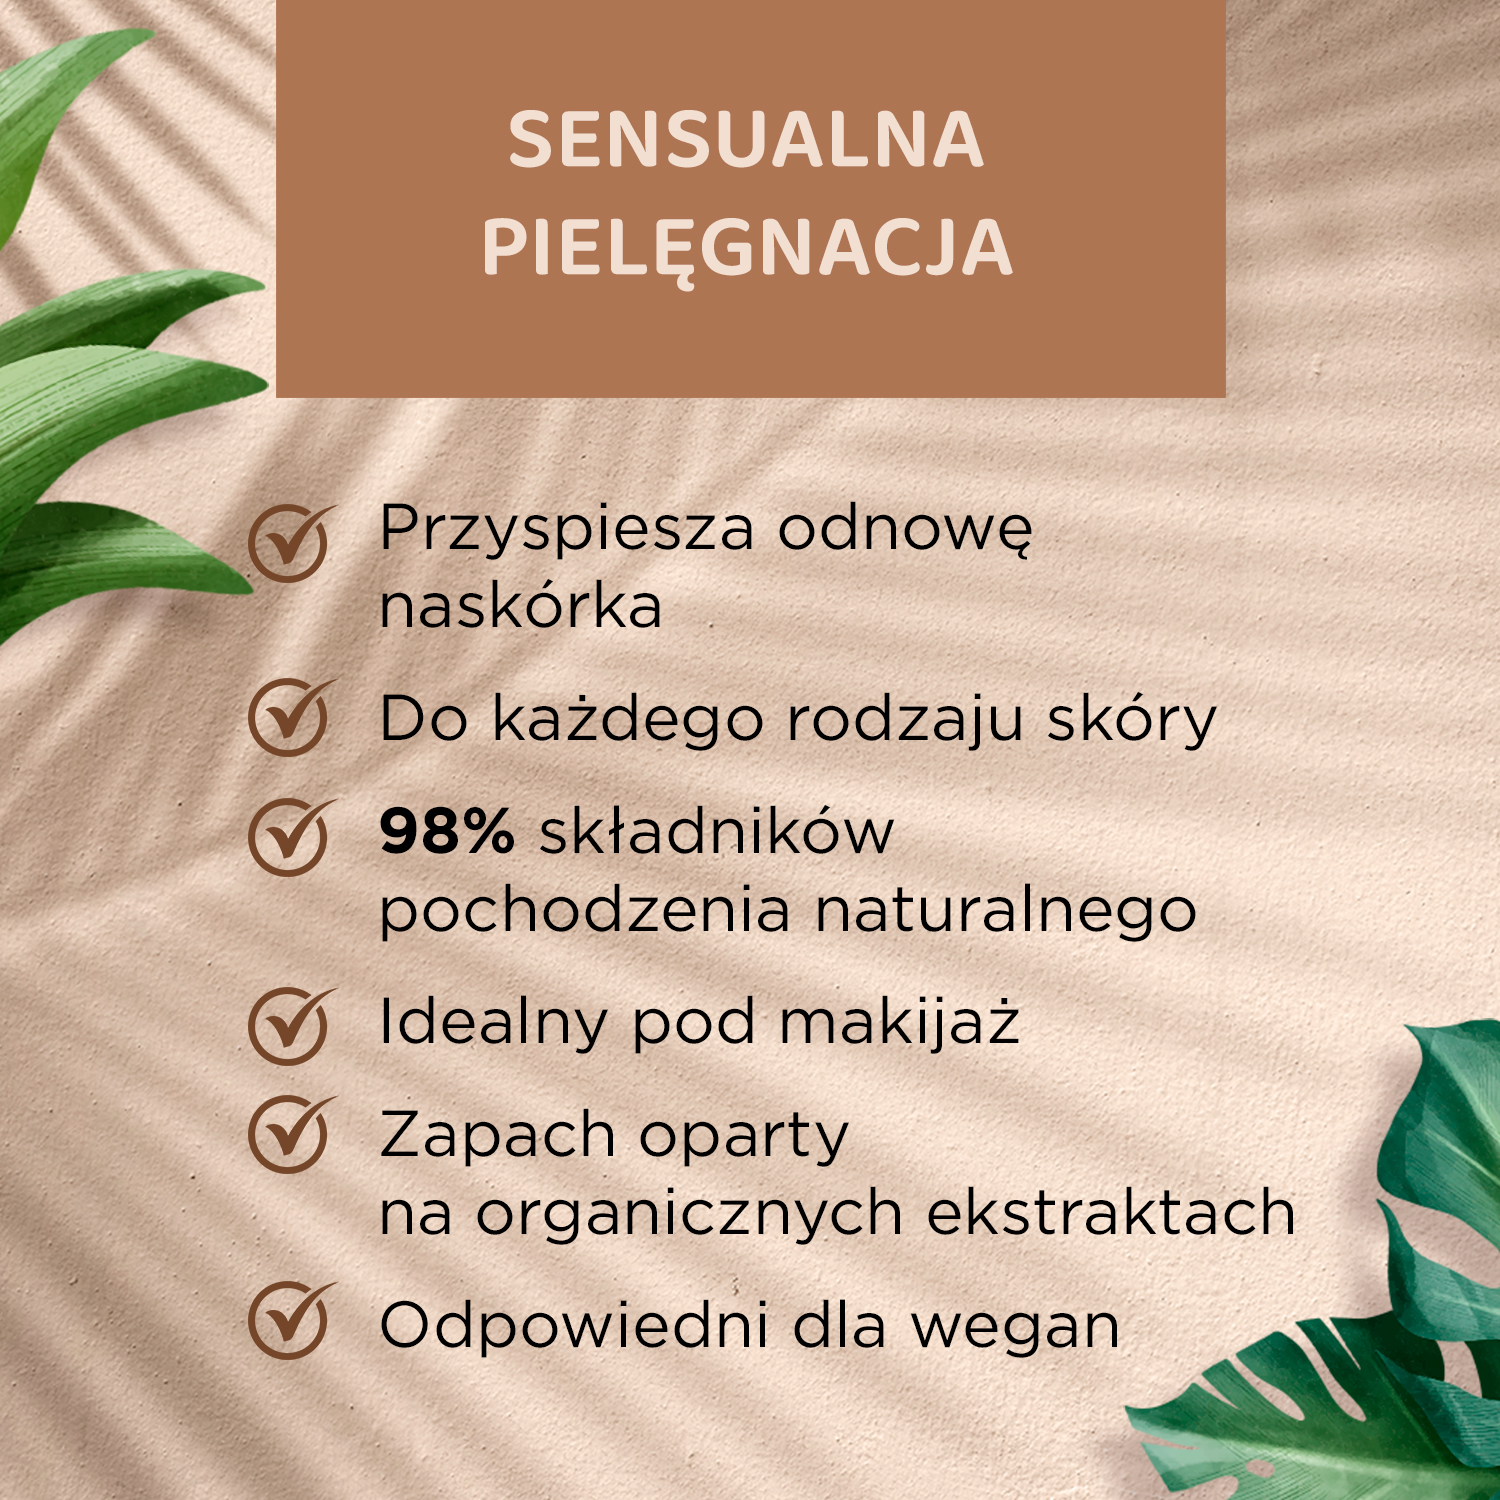 SENSUALNA
PIELĘGNACJA
Przyspiesza odnowę
naskórka
Do każdego rodzaju skóry
98% składników
pochodzenia naturalnego
Idealny pod makijaż
Zapach oparty
na organicznych ekstraktach
Odpowiedni dla wegan